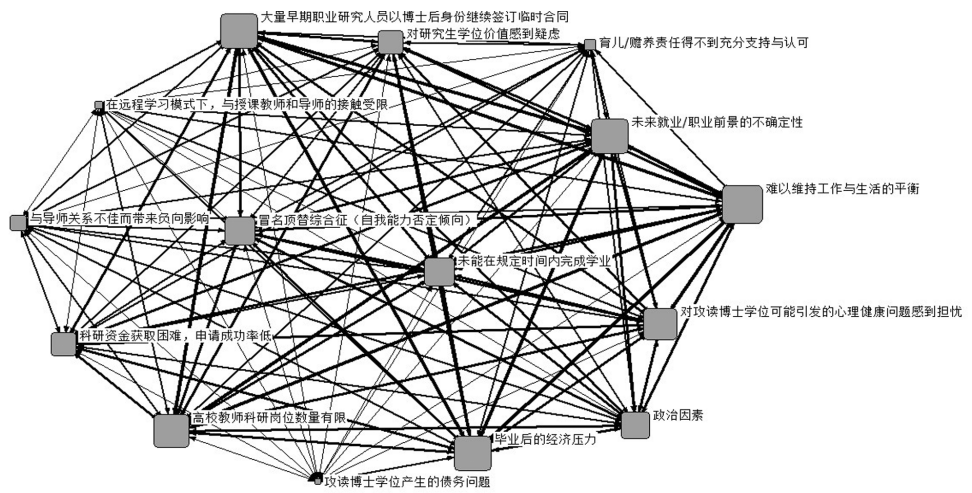 大量早期职业研究人员以博士后身份继续签订临时合同
对研究生学位价值感到疑虑
育儿/赡养责任得不到充分支持与认可
在远程学习模式下，与授课教师和导师的接触受限
未来就业/职业前景的不确定性
难以维持工作与生活的平衡
与导师关系不佳而带来负向影响
冒名顶替综合征（自我能力否定倾向）
未能在规定时间内完成学业
对攻读博士学位可能引发的心理健康问题感到担忧
科研资金获取困难，申请成功率低
高校教师科研岗位数量有限
政治因素
毕业后的经济压力
攻读博士学位产生的债务问题